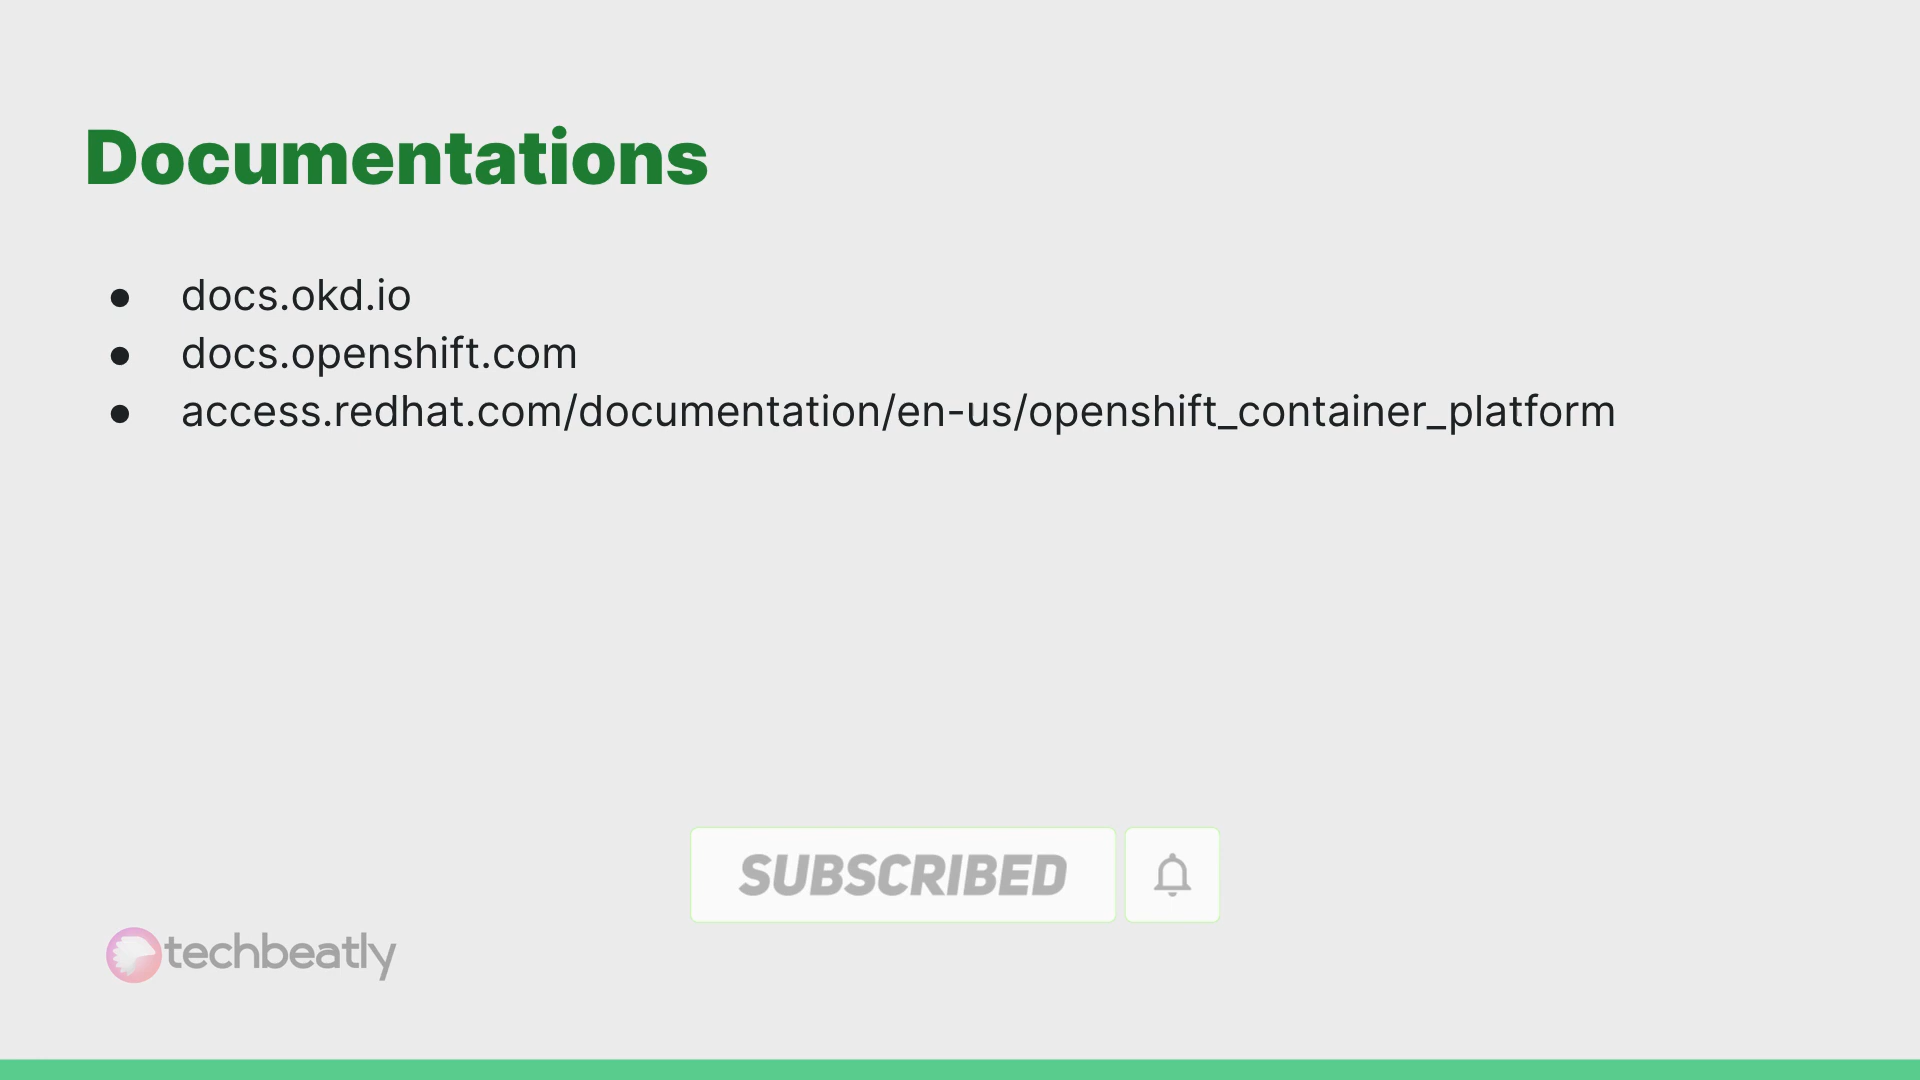 Documentations
● docs.okd.io
● docs.openshift.com
● access.redhat.com/documentation/en-us/openshift_container_platform
SUBSCRIBED
techbeatly